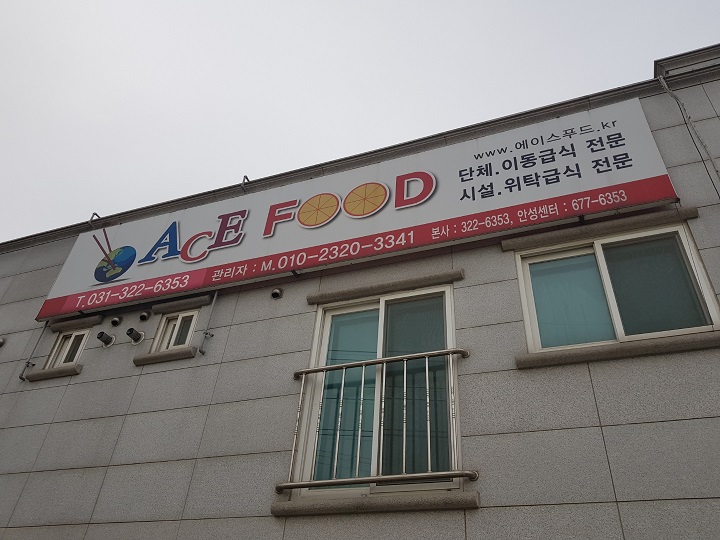 ACE FOOD
www.에이스푸드.kr
단체.이동급식 전문
시설.위탁급식 전문
T.031-322-6353 관리자 : M.010-2320-3341 본사 : 322-6353, 안성센터 : 677-6353